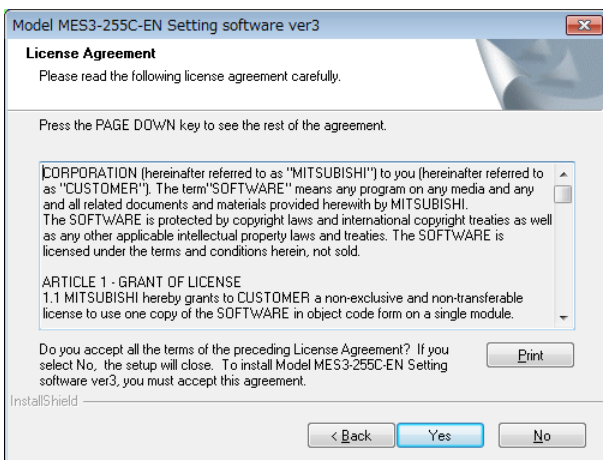 Model MES3-255C-EN Setting software ver3
License Agreement
Please read the following license agreement carefully.
Press the PAGE DOWN key to see the rest of the agreement.
CORPORATION (hereinafter referred to as "MITSUBISHI") to you (hereinafter referred to
as "CUSTOMER"). The term"SOFTWARE" means any program on any media and any
and all related documents and materials provided herewith by MITSUBISHI.
The SOFTWARE is protected by copyright laws and international copyright treaties as well
as any other applicable intellectual property laws and treaties. The SOFTWARE is
licensed under the terms and conditions herein, not sold.
ARTICLE 1 - GRANT OF LICENSE
1.1 MITSUBISHI hereby grants to CUSTOMER a non-exclusive and non-transferable
license to use one copy of the SOFTWARE in object code form on a single module.
Do you accept all the terms of the preceding License Agreement? If you
select No, the setup will close. To install Model MES3-255C-EN Setting
software ver3, you must accept this agreement.
Print
InstallShield
< Back
Yes
No